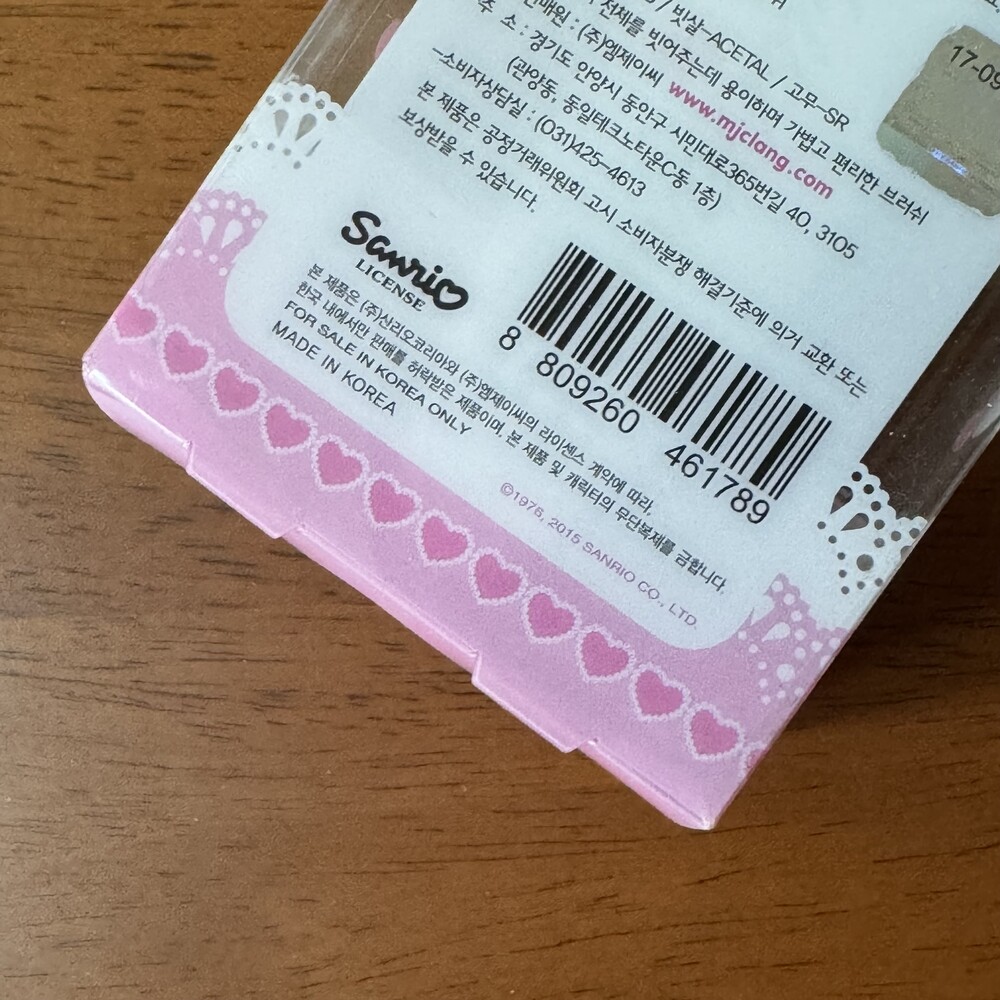 / 빗살-ACETAL / 고무-SR
전체를 빗어주는데 용이하며 가볍고 편리한 브러쉬
판매원 : (주)엠제이씨 www.mjclang.com
주 소 : 경기도 안양시 동안구 시민대로365번길 40, 3105
(관양동, 동일테크노타운C동 1층)
-소비자상담실 : (031)425-4613
본 제품은 공정거래위원회 고시 소비자분쟁 해결기준에 의거 교환 또는
보상받을 수 있습니다.
17-09
Sanrio
LICENSE
8 809260 461789
본 제품은 (주)산리오코리아와 (주)엠제이씨의 라이센스 계약에 따라,
한국 내에서만 판매를 허락받은 제품이며, 본 제품 및 캐릭터의 무단복제를 금합니다.
FOR SALE IN KOREA ONLY
MADE IN KOREA
©1976, 2015 SANRIO CO., LTD.